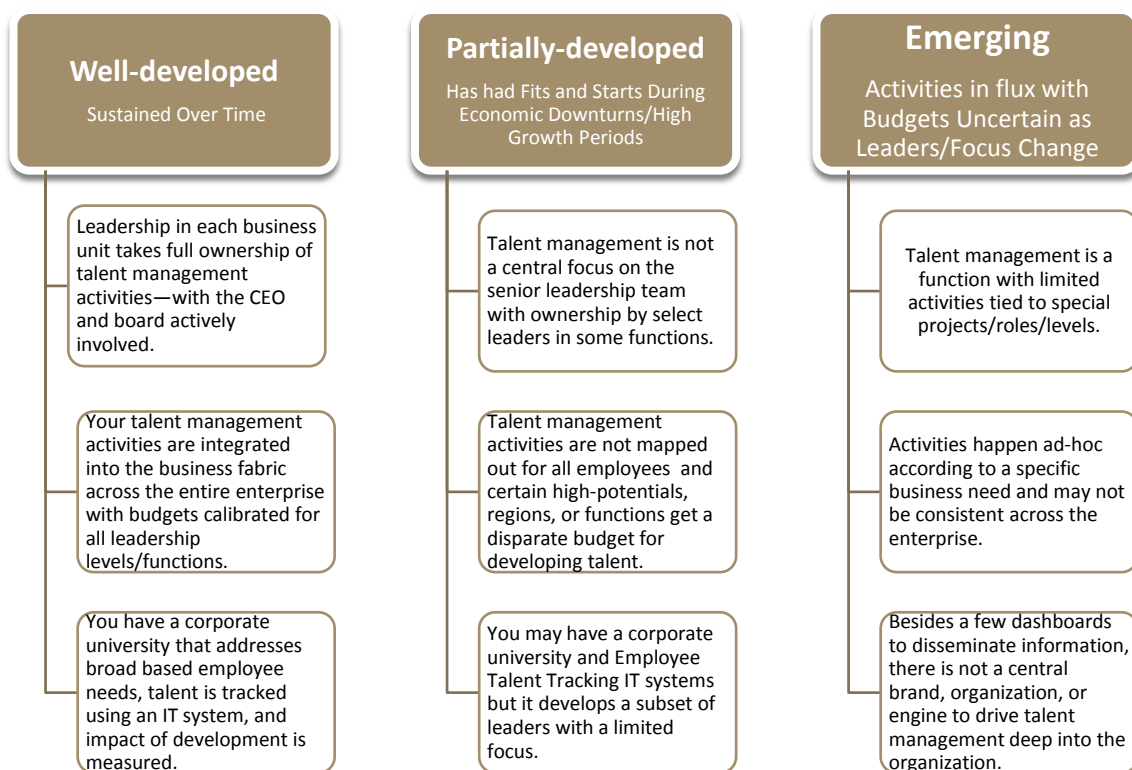 Well-developed
Sustained Over Time
Leadership in each business
unit takes full ownership of
talent management
activities—with the CEO
and board actively
involved.
Your talent management
activities are integrated
into the business fabric
across the entire enterprise
with budgets calibrated for
all leadership
levels/functions.
You have a corporate
university that addresses
broad based employee
needs, talent is tracked
using an IT system, and
impact of development is
measured.
Partially-developed
Has had Fits and Starts During
Economic Downturns/High
Growth Periods
Talent management is not
a central focus on the
senior leadership team
with ownership by select
leaders in some functions.
Talent management
activities are not mapped
out for all employees and
certain high-potentials,
regions, or functions get a
disparate budget for
developing talent.
You may have a corporate
university and Employee
Talent Tracking IT systems
but it develops a subset of
leaders with a limited
focus.
Emerging
Activities in flux with
Budgets Uncertain as
Leaders/Focus Change
Talent management is a
function with limited
activities tied to special
projects/roles/levels.
Activities happen ad-hoc
according to a specific
business need and may not
be consistent across the
enterprise.
Besides a few dashboards
to disseminate information,
there is not a central
brand, organization, or
engine to drive talent
management deep into the
organization.